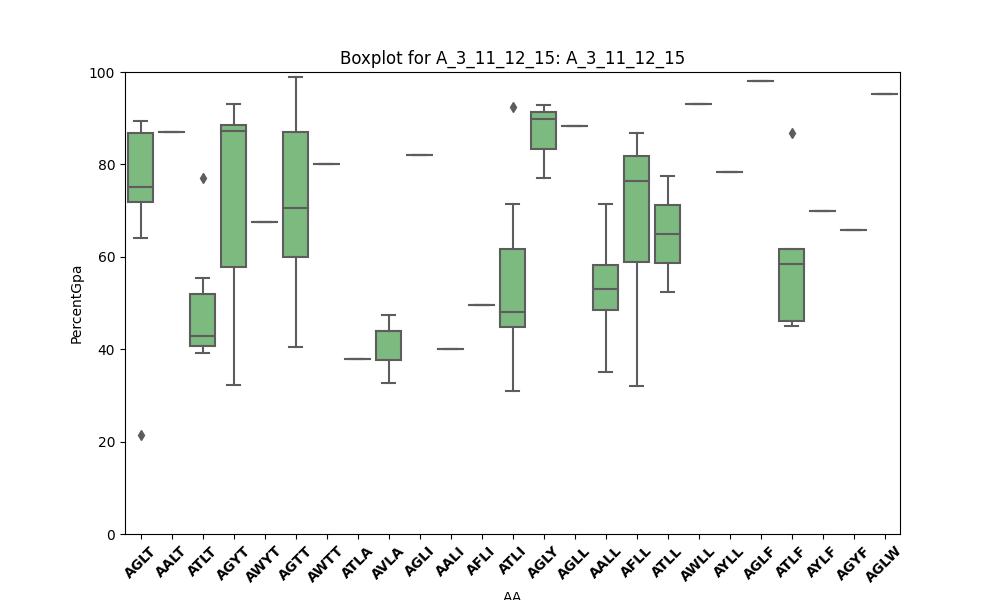 Boxplot for A_3_11_12_15: A_3_11_12_15
PercentGpa
100
80
60
40
20
0
AGLT AALT ATLT AGYT AWYT AGTT AWTT ATLA AVLA AGLI AALI AFLI ATLI AGLY AGLL AALL AFLL ATLL AWLL AYLL AGLF ATLF AYLF AGYF AGLW
AA